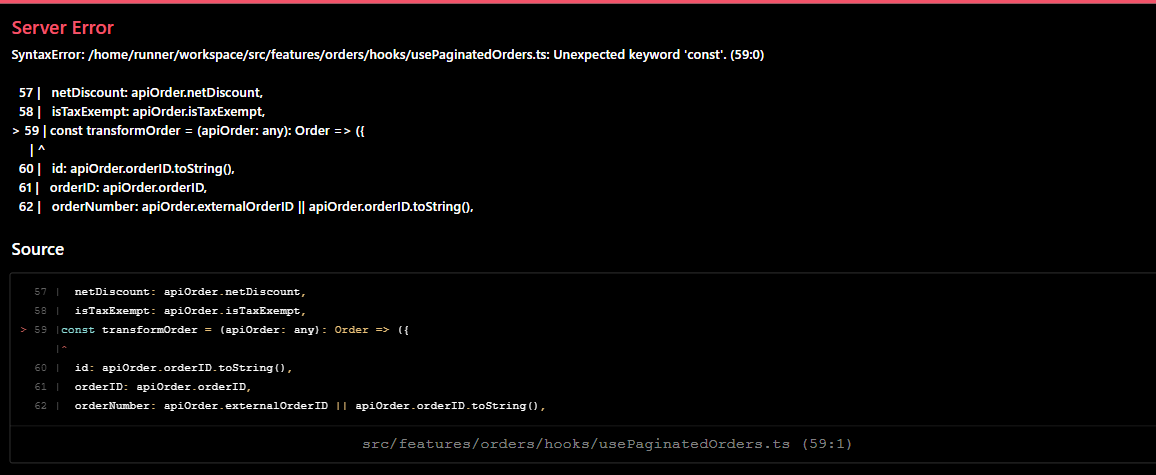 Server Error
SyntaxError: /home/runner/workspace/src/features/orders/hooks/usePaginatedOrders.ts: Unexpected keyword 'const'. (59:0)
57 |   netDiscount: apiOrder.netDiscount,
58 |   isTaxExempt: apiOrder.isTaxExempt,
> 59 | const transformOrder = (apiOrder: any): Order => ({
| ^
60 |   id: apiOrder.orderID.toString(),
61 |   orderID: apiOrder.orderID,
62 |   orderNumber: apiOrder.externalOrderID || apiOrder.orderID.toString(),
Source
57 |   netDiscount: apiOrder.netDiscount,
58 |   isTaxExempt: apiOrder.isTaxExempt,
> 59 |const transformOrder = (apiOrder: any): Order => ({
|^
60 |   id: apiOrder.orderID.toString(),
61 |   orderID: apiOrder.orderID,
62 |   orderNumber: apiOrder.externalOrderID || apiOrder.orderID.toString(),
src/features/orders/hooks/usePaginatedOrders.ts (59:1)